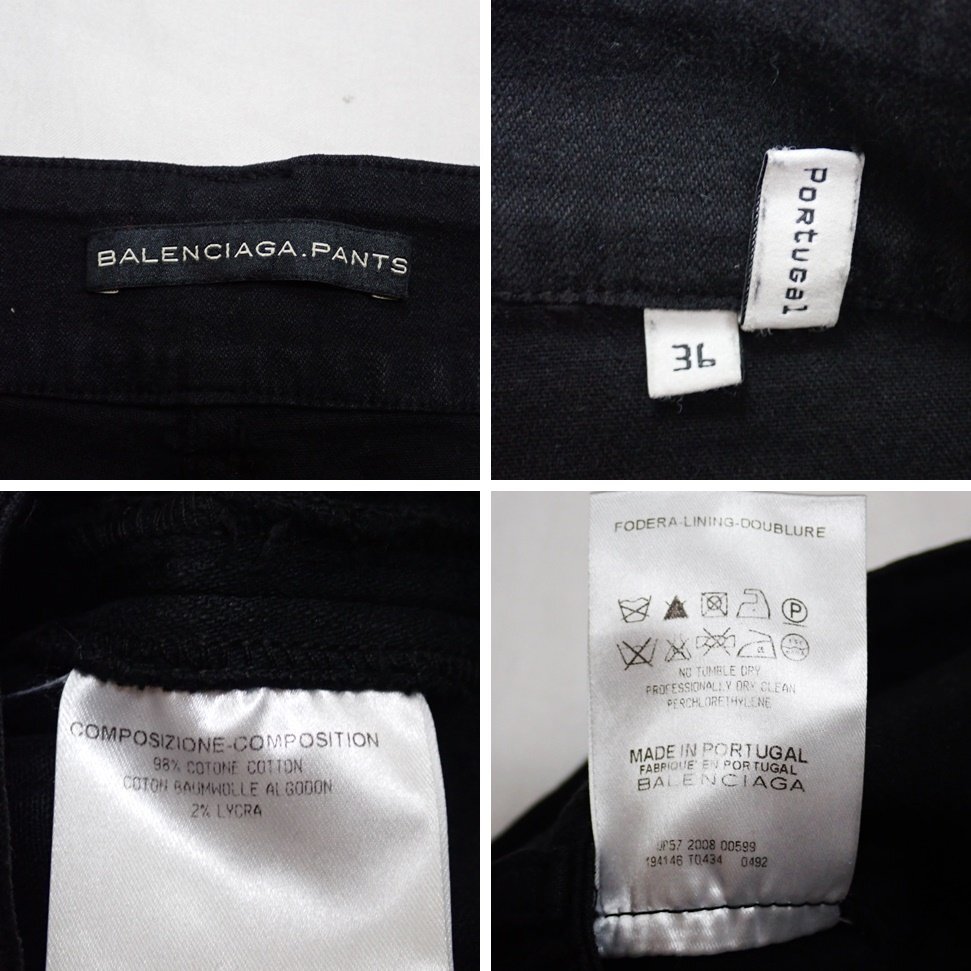 BALENCIAGA.PANTS
PORtUGal
36
COMPOSIZIONE-COMPOSITION
98% COTONE COTTON
COTON BAUMWOLLE ALGODON
2% LYCRA
FODERA-LINING-DOUBLURE
P
NO TUMBLE DRY
PROFESSIONALLY DRY CLEAN
PERCHLORETHYLENE
MADE IN PORTUGAL
FABRIQUE' EN PORTUGAL
BALENCIAGA
JP57 2008 00599
194146 T0434 0492